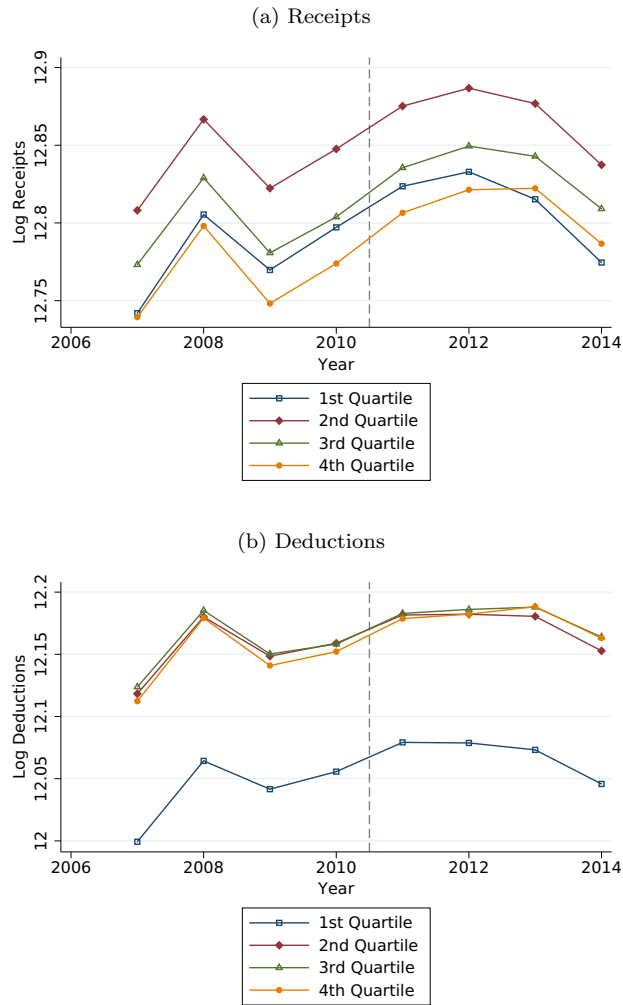 (a) Receipts
12.9
12.85
12.8
12.75
Log Receipts
2006 2008 2010 2012 2014
Year
1st Quartile
2nd Quartile
3rd Quartile
4th Quartile
(b) Deductions
12.2
12.15
12.1
12.05
12
Log Deductions
2006 2008 2010 2012 2014
Year
1st Quartile
2nd Quartile
3rd Quartile
4th Quartile